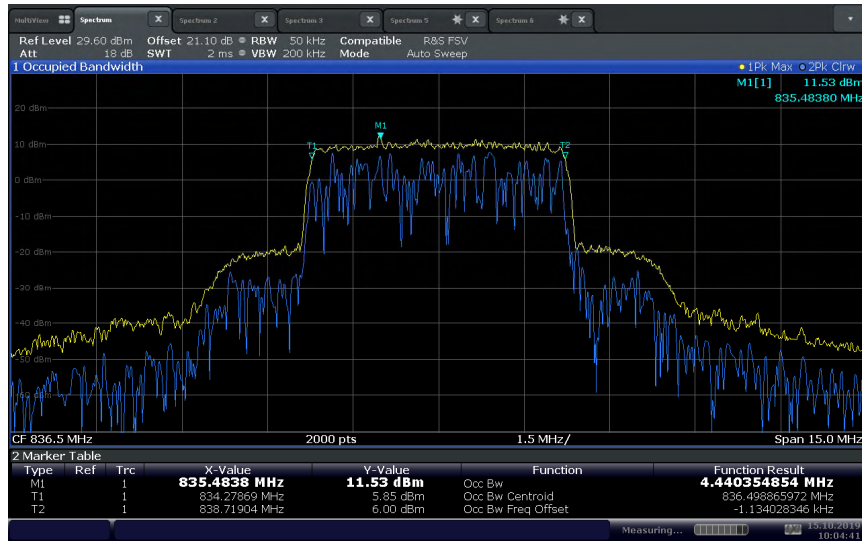 MultiView Spectrum X Spectrum 2 X Spectrum 3 X Spectrum 5 X Spectrum 6 X
Ref Level 29.60 dBm Offset 21.10 dB RBW 50 kHz Compatible R&S FSV
Att 18 dB SWT 2 ms VBW 200 kHz Mode Auto Sweep
1 Occupied Bandwidth 1Pk Max 2Pk Clrw
M1[1] 11.53 dBm
835.48380 MHz
20 dBm
M1
10 dBm
T1 T2
0 dBm
-10 dBm
-20 dBm
-30 dBm
-40 dBm
-50 dBm
-60 dBm
CF 836.5 MHz 2000 pts 1.5 MHz/ Span 15.0 MHz
2 Marker Table
Type Ref Trc X-Value Y-Value Function Function Result
M1 1 835.4838 MHz 11.53 dBm Occ Bw 4.440354854 MHz
T1 1 834.27869 MHz 5.85 dBm Occ Bw Centroid 836.498865972 MHz
T2 1 838.71904 MHz 6.00 dBm Occ Bw Freq Offset -1.134028346 kHz
Measuring... 15.10.2019
10:04:41